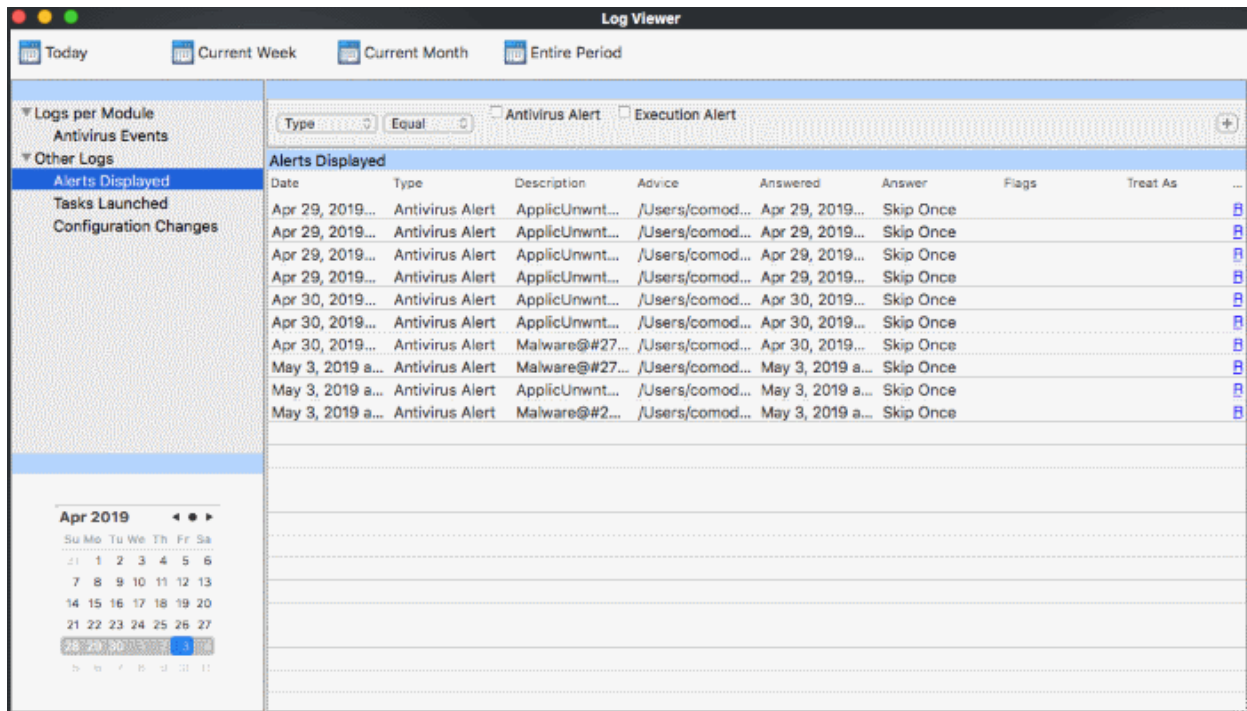 Log Viewer
Today Current Week Current Month Entire Period
Logs per Module
Antivirus Events
Other Logs
Alerts Displayed
Tasks Launched
Configuration Changes
Type Equal Antivirus Alert Execution Alert +
Alerts Displayed
Date Type Description Advice Answered Answer Flags Treat As ...
Apr 29, 2019... Antivirus Alert ApplicUnwnt... /Users/comod... Apr 29, 2019... Skip Once
Apr 29, 2019... Antivirus Alert ApplicUnwnt... /Users/comod... Apr 29, 2019... Skip Once
Apr 29, 2019... Antivirus Alert ApplicUnwnt... /Users/comod... Apr 29, 2019... Skip Once
Apr 29, 2019... Antivirus Alert ApplicUnwnt... /Users/comod... Apr 29, 2019... Skip Once
Apr 30, 2019... Antivirus Alert ApplicUnwnt... /Users/comod... Apr 30, 2019... Skip Once
Apr 30, 2019... Antivirus Alert ApplicUnwnt... /Users/comod... Apr 30, 2019... Skip Once
Apr 30, 2019... Antivirus Alert Malware@#27... /Users/comod... Apr 30, 2019... Skip Once
May 3, 2019 a... Antivirus Alert Malware@#27... /Users/comod... May 3, 2019 a... Skip Once
May 3, 2019 a... Antivirus Alert ApplicUnwnt... /Users/comod... May 3, 2019 a... Skip Once
May 3, 2019 a... Antivirus Alert Malware@#2... /Users/comod... May 3, 2019 a... Skip Once
Apr 2019
Su Mo Tu We Th Fr Sa
31 1 2 3 4 5 6
7 8 9 10 11 12 13
14 15 16 17 18 19 20
21 22 23 24 25 26 27
28 29 30 1 2 3 4